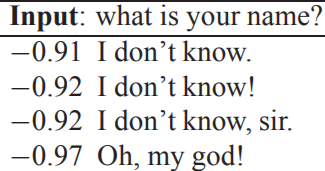 Input: what is your name?
−0.91 I don't know.
−0.92 I don't know!
−0.92 I don't know, sir.
−0.97 Oh, my god!